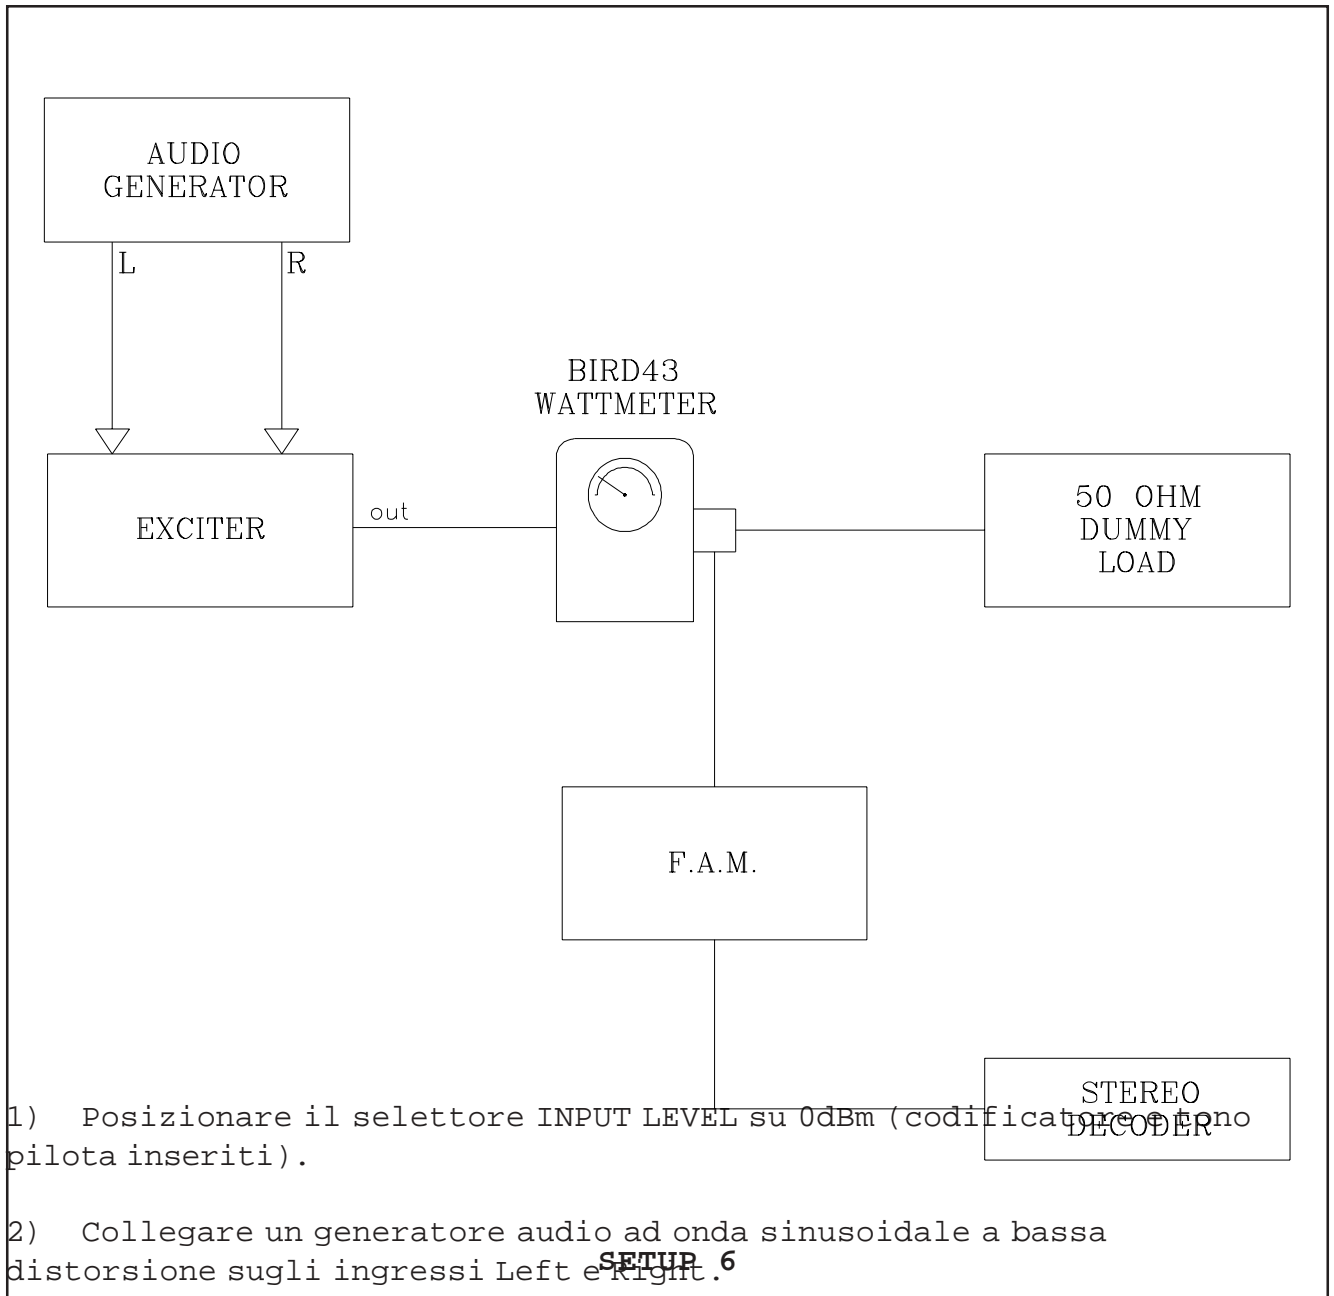 AUDIO
GENERATOR
L
R
BIRD43
WATTMETER
EXCITER
out
50 OHM
DUMMY
LOAD
F.A.M.
STEREO
DECODER
1) Posizionare il selettore INPUT LEVEL su 0dBm (codificatore e tono
pilota inseriti).
2) Collegare un generatore audio ad onda sinusoidale a bassa
distorsione sugli ingressi Left e Right.
SETUP 6